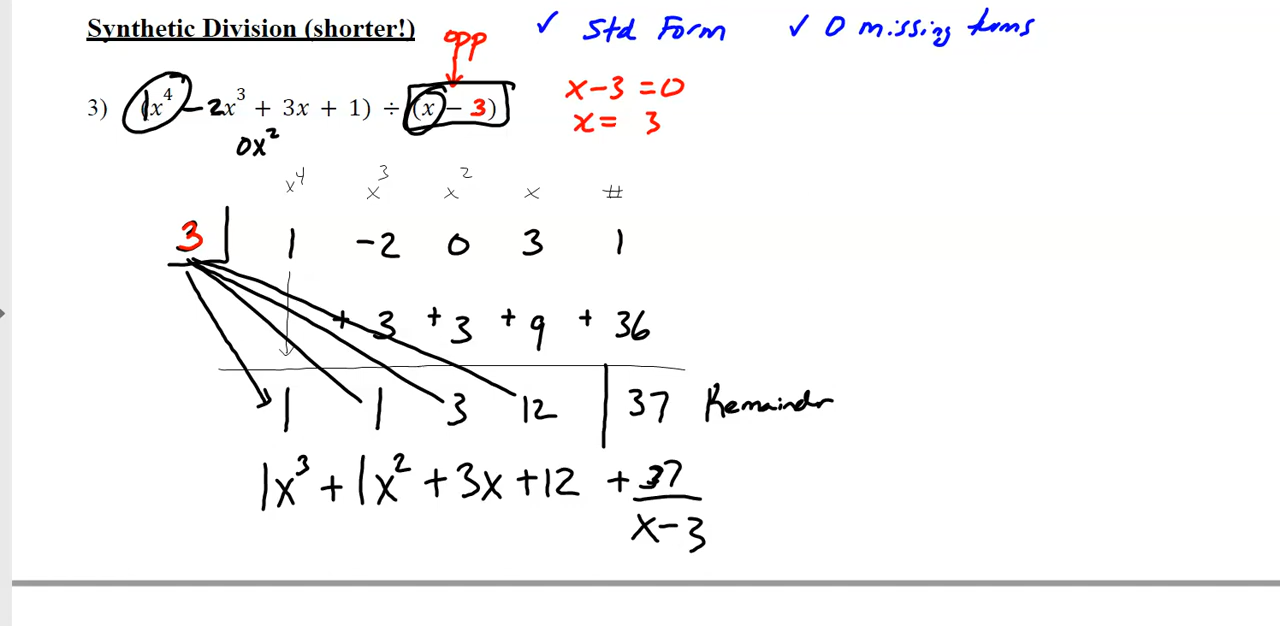 Synthetic Division (shorter!)
opp
✓ Std Form ✓ 0 missing terms
3) (1x⁴ − 2x³ + 3x + 1) ÷ (x − 3)
0x²
x − 3 = 0
x = 3
x⁴ x³ x² x #
3 | 1 -2 0 3 1
+ 3 + 3 + 9 + 36
1 1 3 12 | 37 Remainder
1x³ + 1x² + 3x + 12 + 37
x − 3